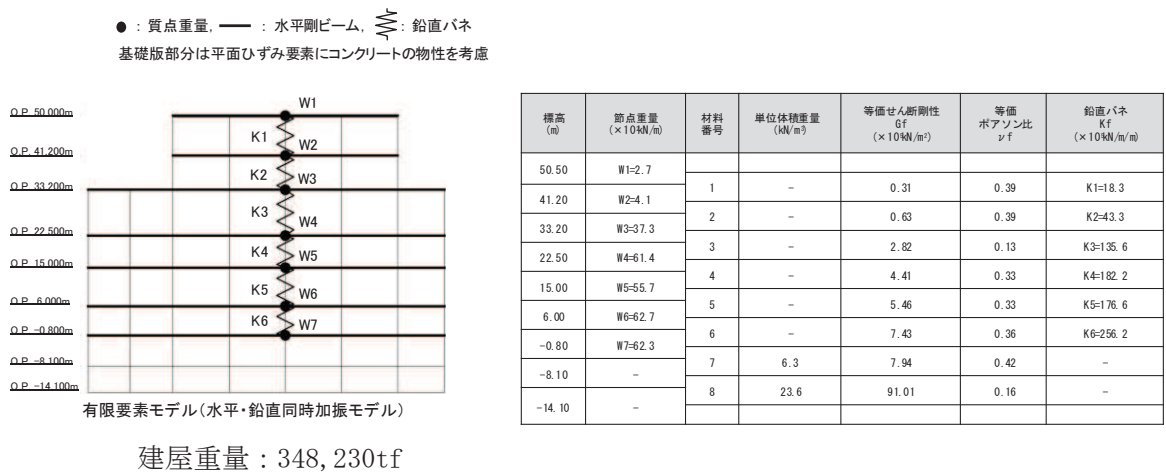 ● : 質点重量, ― : 水平剛ビーム, : 鉛直バネ
基礎版部分は平面ひずみ要素にコンクリートの物性を考慮
O.P. 50.000m
O.P. 41.200m
O.P. 33.200m
O.P. 22.500m
O.P. 15.000m
O.P. 6.000m
O.P. -0.800m
O.P. -8.100m
O.P. -14.100m
W1
K1
W2
K2
W3
K3
W4
K4
W5
K5
W6
K6
W7
有限要素モデル(水平・鉛直同時加振モデル)
建屋重量:348,230tf
標高 (m)
節点重量 (×10⁴kN/m)
材料 番号
単位体積重量 (kN/m³)
等価せん断剛性 Gf (×10⁴kN/m²)
等価 ポアソン比 νf
鉛直バネ Kf (×10⁴kN/m/m)
50.50 W1=2.7
1 - 0.31 0.39 K1=18.3
41.20 W2=4.1
2 - 0.63 0.39 K2=43.3
33.20 W3=37.3
3 - 2.82 0.13 K3=135.6
22.50 W4=61.4
4 - 4.41 0.33 K4=182.2
15.00 W5=55.7
5 - 5.46 0.33 K5=176.6
6.00 W6=62.7
6 - 7.43 0.36 K6=256.2
-0.80 W7=62.3
7 6.3 7.94 0.42 -
-8.10 -
8 23.6 91.01 0.16 -
-14.10 -